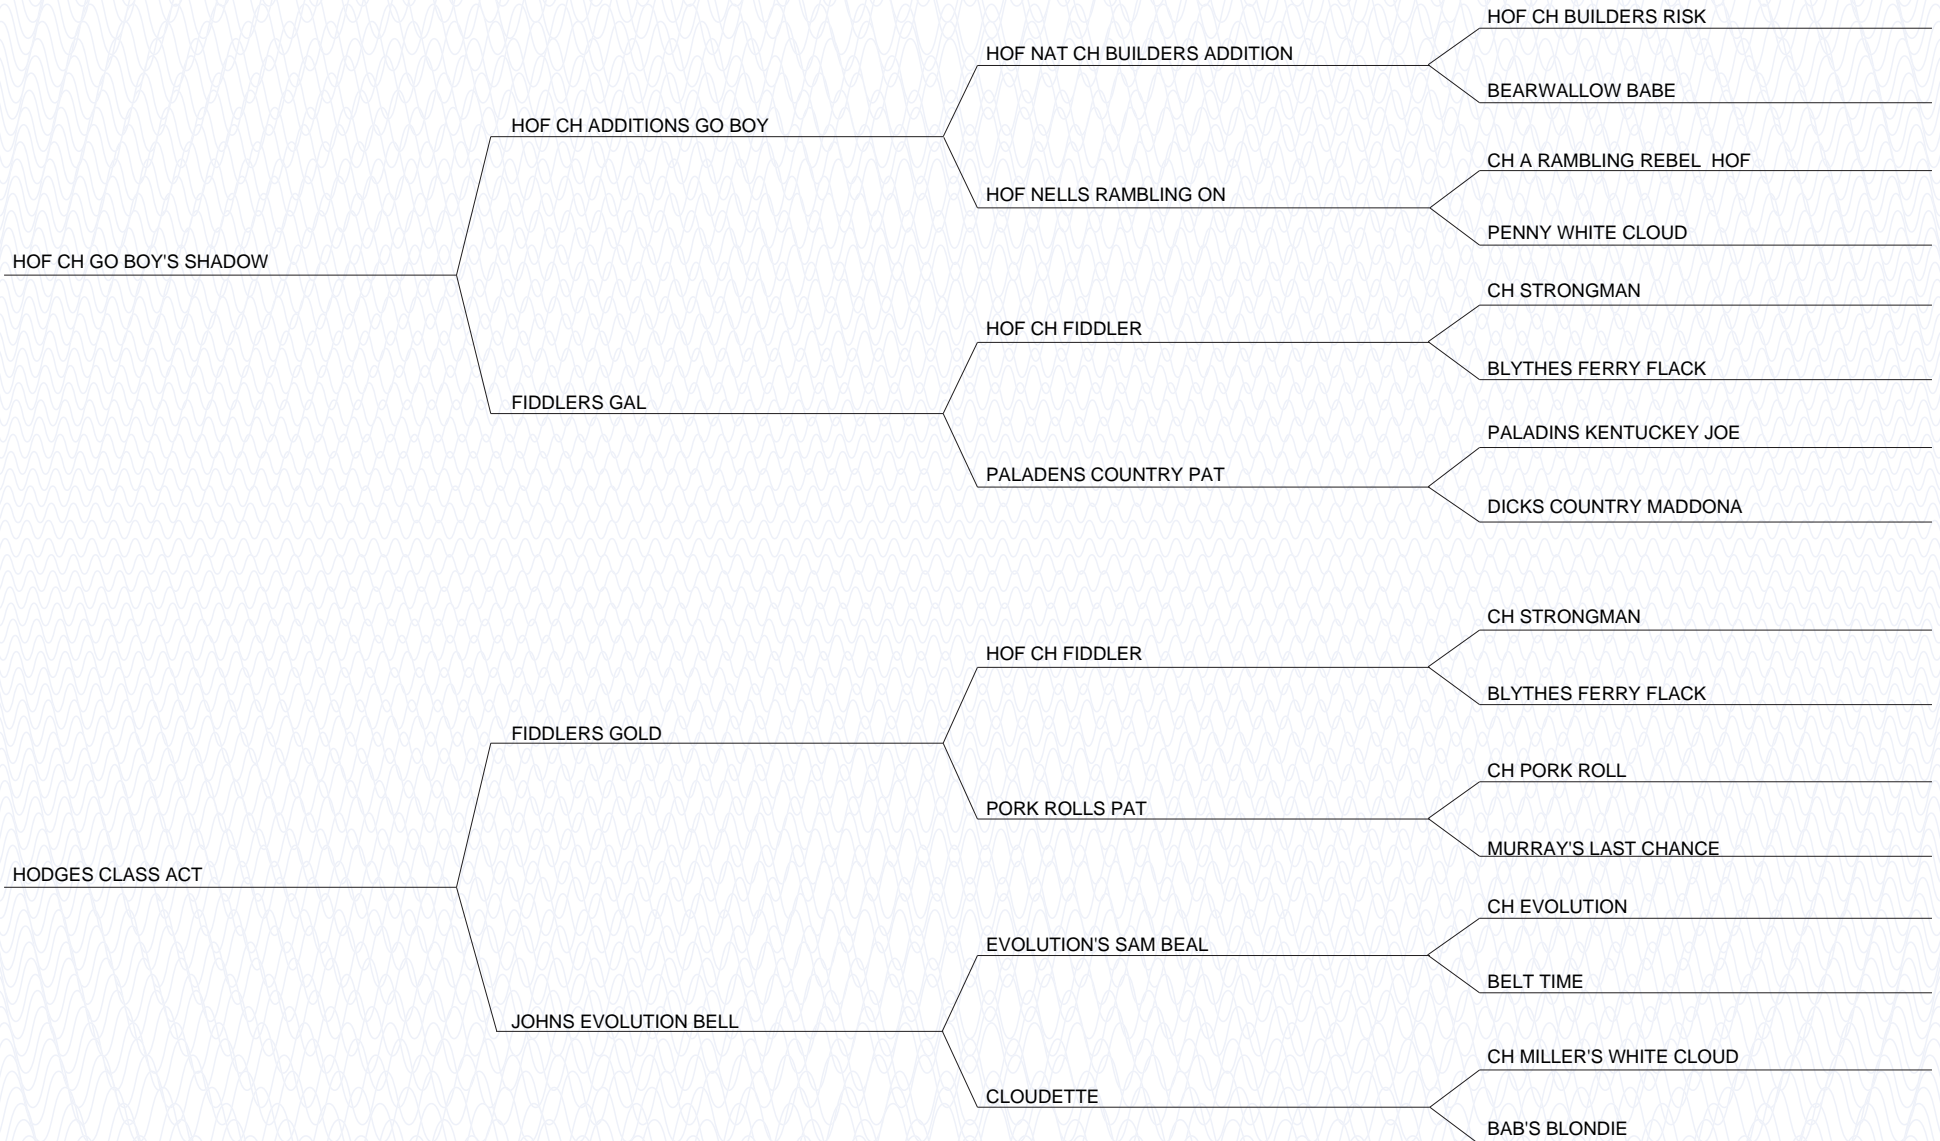 HOF CH BUILDERS RISK
HOF NAT CH BUILDERS ADDITION
BEARWALLOW BABE
HOF CH ADDITIONS GO BOY
CH A RAMBLING REBEL  HOF
HOF NELLS RAMBLING ON
PENNY WHITE CLOUD
HOF CH GO BOY'S SHADOW
CH STRONGMAN
HOF CH FIDDLER
BLYTHES FERRY FLACK
FIDDLERS GAL
PALADINS KENTUCKEY JOE
PALADENS COUNTRY PAT
DICKS COUNTRY MADDONA
CH STRONGMAN
HOF CH FIDDLER
BLYTHES FERRY FLACK
FIDDLERS GOLD
CH PORK ROLL
PORK ROLLS PAT
MURRAY'S LAST CHANCE
HODGES CLASS ACT
CH EVOLUTION
EVOLUTION'S SAM BEAL
BELT TIME
JOHNS EVOLUTION BELL
CH MILLER'S WHITE CLOUD
CLOUDETTE
BAB'S BLONDIE